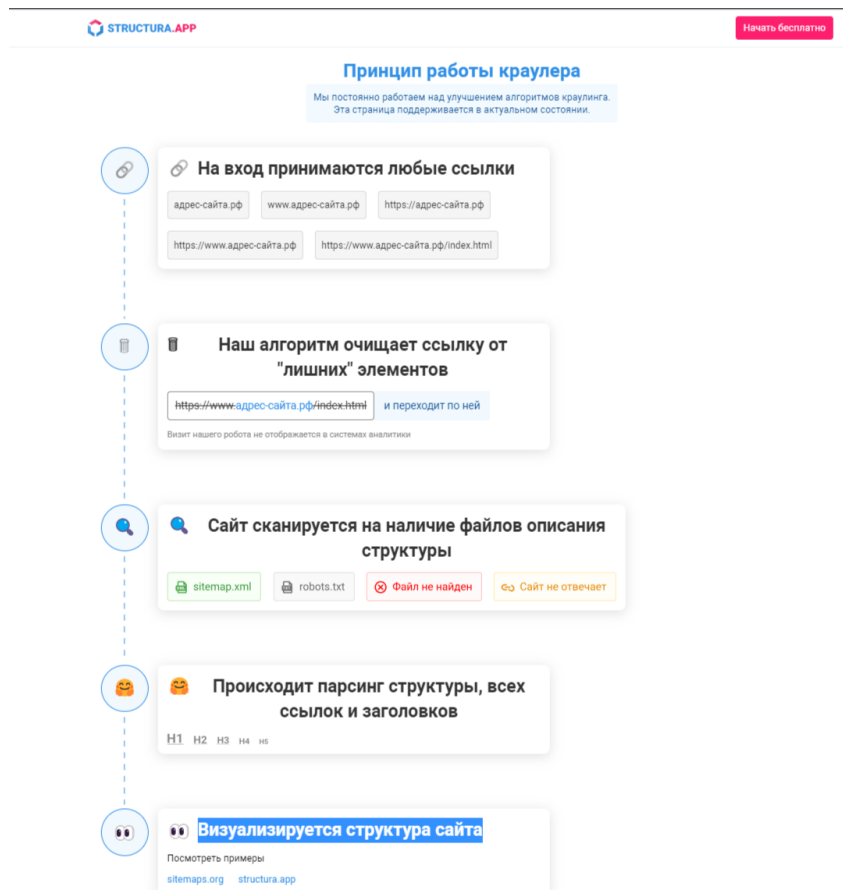 STRUCTURA.APP
Начать бесплатно
Принцип работы краулера
Мы постоянно работаем над улучшением алгоритмов краулинга.
Эта страница поддерживается в актуальном состоянии.
На вход принимаются любые ссылки
адрес-сайта.рф www.адрес-сайта.рф https://адрес-сайта.рф
https://www.адрес-сайта.рф https://www.адрес-сайта.рф/index.html
Наш алгоритм очищает ссылку от
"лишних" элементов
https://www.адрес-сайта.рф/index.html и переходит по ней
Визит нашего робота не отображается в системах аналитики
Сайт сканируется на наличие файлов описания
структуры
sitemap.xml robots.txt Файл не найден Сайт не отвечает
Происходит парсинг структуры, всех
ссылок и заголовков
H1 H2 H3 H4 H5
Визуализируется структура сайта
Посмотреть примеры
sitemaps.org structura.app